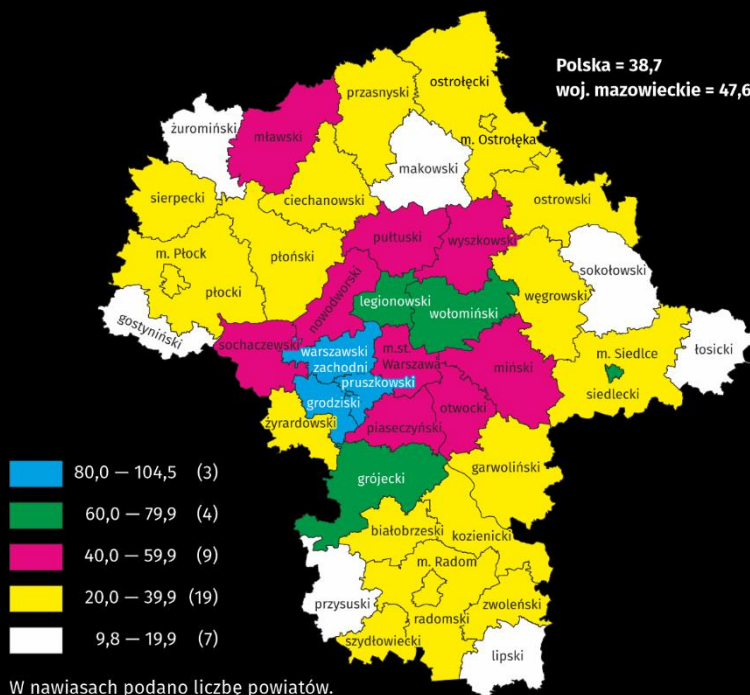 Polska = 38,7
woj. mazowieckie = 47,6
ostrołęcki
przasnyski
żuromiński
mławski
m. Ostrołęka
makowski
sierpecki
ciechanowski
ostrowski
pułtuski
wyszkowski
m. Płock
płoński
sokołowski
płocki
nowodworski
legionowski
wołomiński
węgrowski
gostyniński
sochaczewski
warszawski
zachodni
m.st.
Warszawa
miński
m. Siedlce
łosicki
pruszkowski
siedlecki
grodziski
otwocki
żyrardowski
piaseczyński
garwoliński
grójecki
80,0 — 104,5 (3)
60,0 — 79,9 (4)
40,0 — 59,9 (9)
20,0 — 39,9 (19)
9,8 — 19,9 (7)
białobrzeski
kozienicki
m. Radom
przysuski
zwoleński
radomski
szydłowiecki
lipski
W nawiasach podano liczbę powiatów.